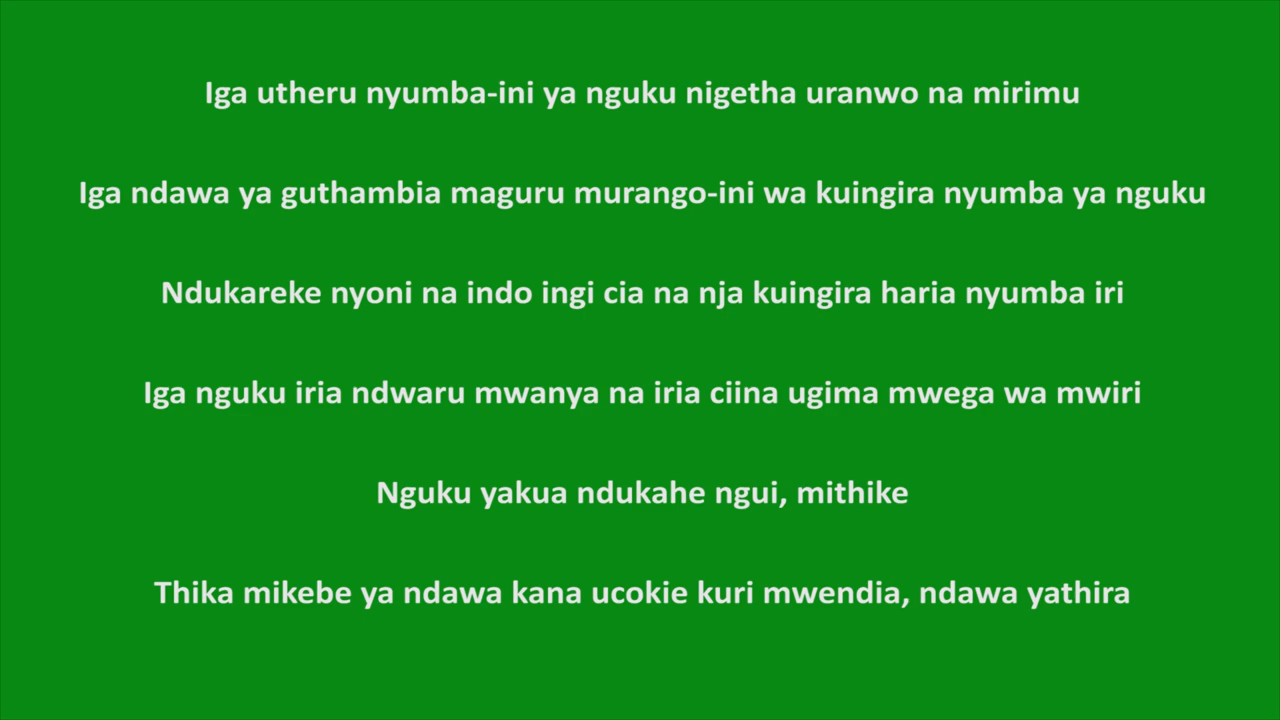 Iga utheru nyumba-ini ya nguku nigetha uranwo na mirimu
Iga ndawa ya guthambia maguru murango-ini wa kuingira nyumba ya nguku
Ndukareke nyoni na indo ingi cia na nja kuingira haria nyumba iri
Iga nguku iria ndwaru mwanya na iria ciina ugima mwega wa mwiri
Nguku yakua ndukahe ngui, mithike
Thika mikebe ya ndawa kana ucokie kuri mwendia, ndawa yathira